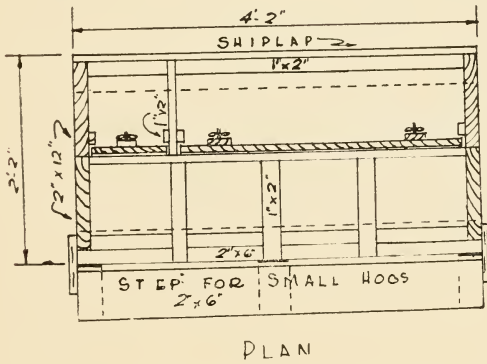 4'-2"
SHIPLAP
1"x2"
1"x2"
2'-2"
2"x12"
1"x2"
2"x6"
STEP FOR SMALL HOGS
2"x6"
PLAN